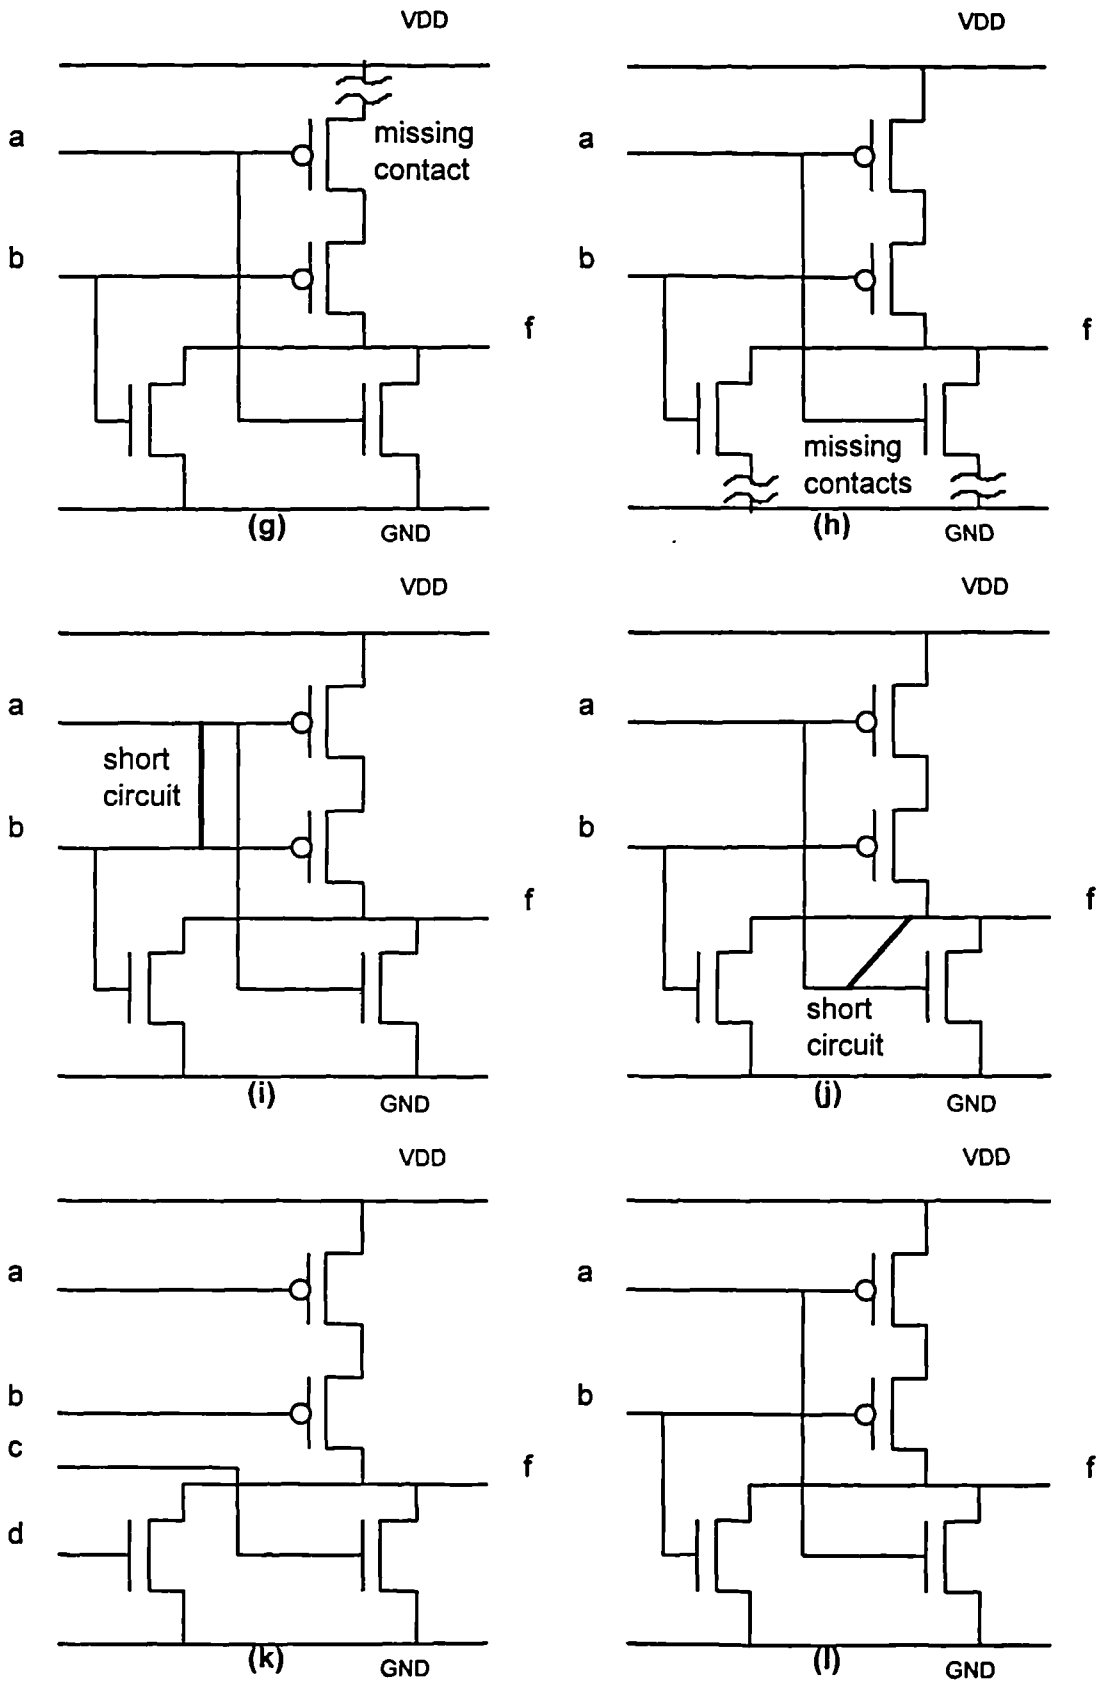 VDD
VDD
a
missing
contact
a
b
b
f
f
missing
contacts
(g)
GND
(h)
GND
VDD
VDD
a
short
circuit
a
b
b
f
f
short
circuit
(i)
GND
(j)
GND
VDD
VDD
a
a
b
b
c
f
f
d
(k)
GND
(l)
GND